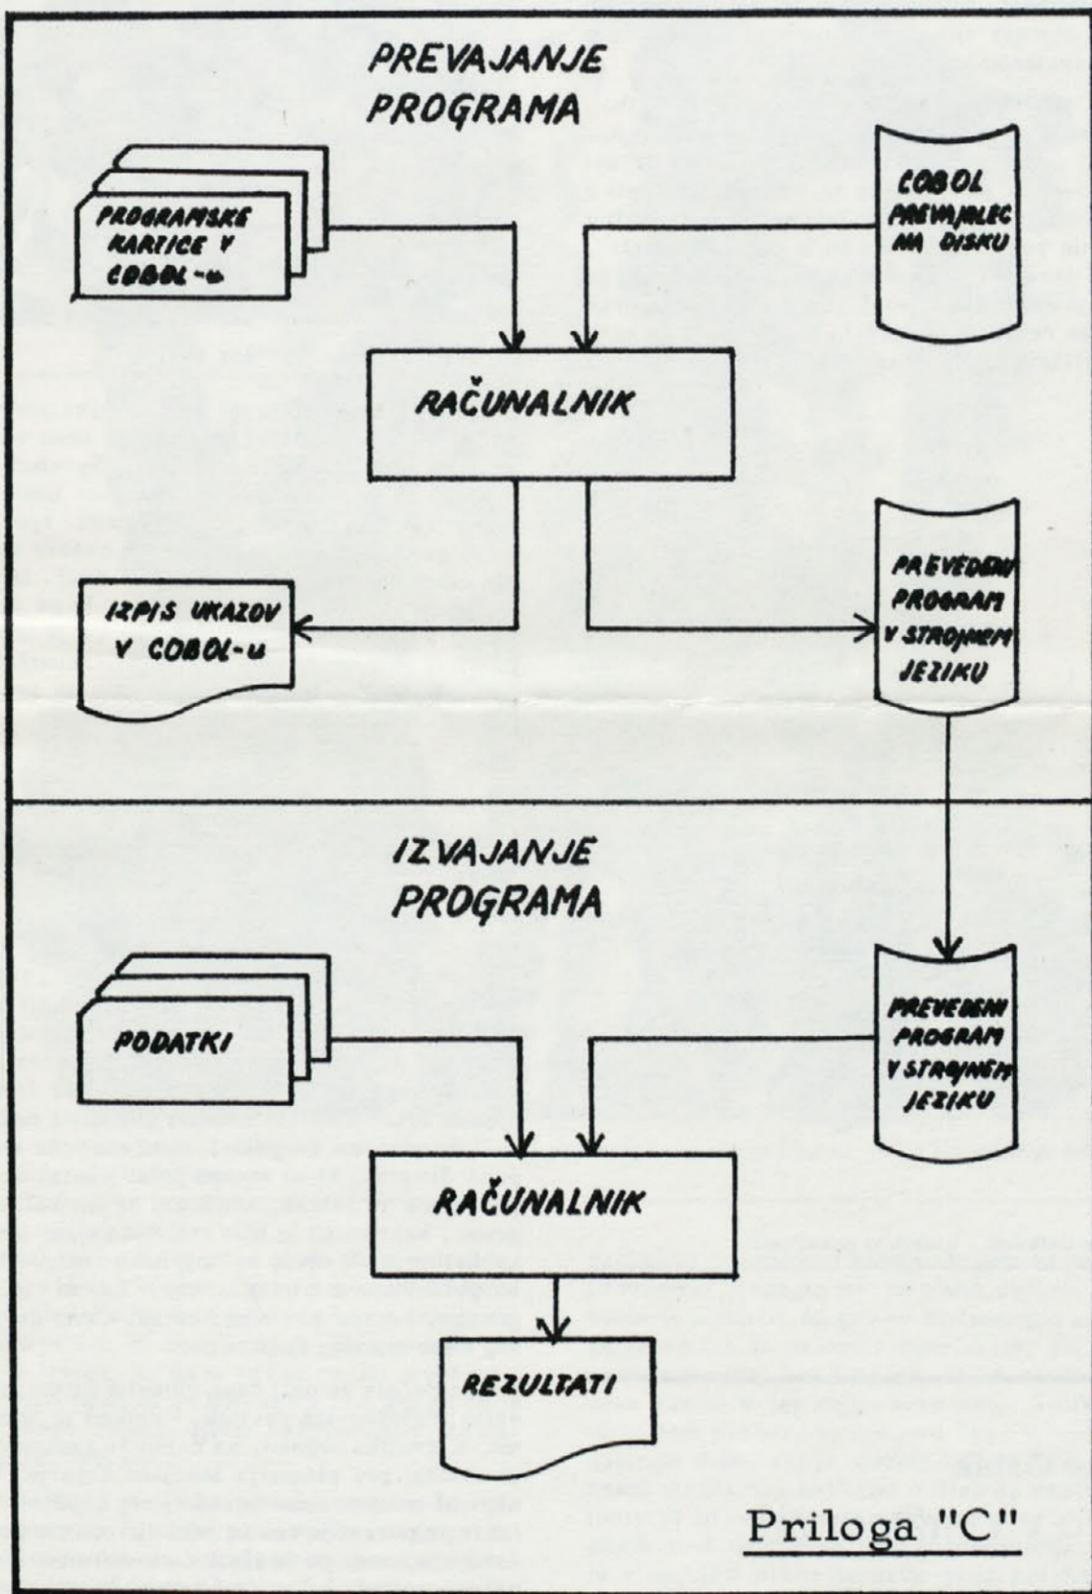 PREVAJANJE
PROGRAMA
PROGRAMSKE
KARTICE V
COBOL-u
COBOL
PREVAJALEC
NA DISKU
RAČUNALNIK
IZPIS UKAZOV
V COBOL-u
PREVEDENI
PROGRAM
V STROJNEM
JEZIKU
IZVAJANJE
PROGRAMA
PODATKI
PREVEDENI
PROGRAM
V STROJNEM
JEZIKU
RAČUNALNIK
REZULTATI
Priloga "C"